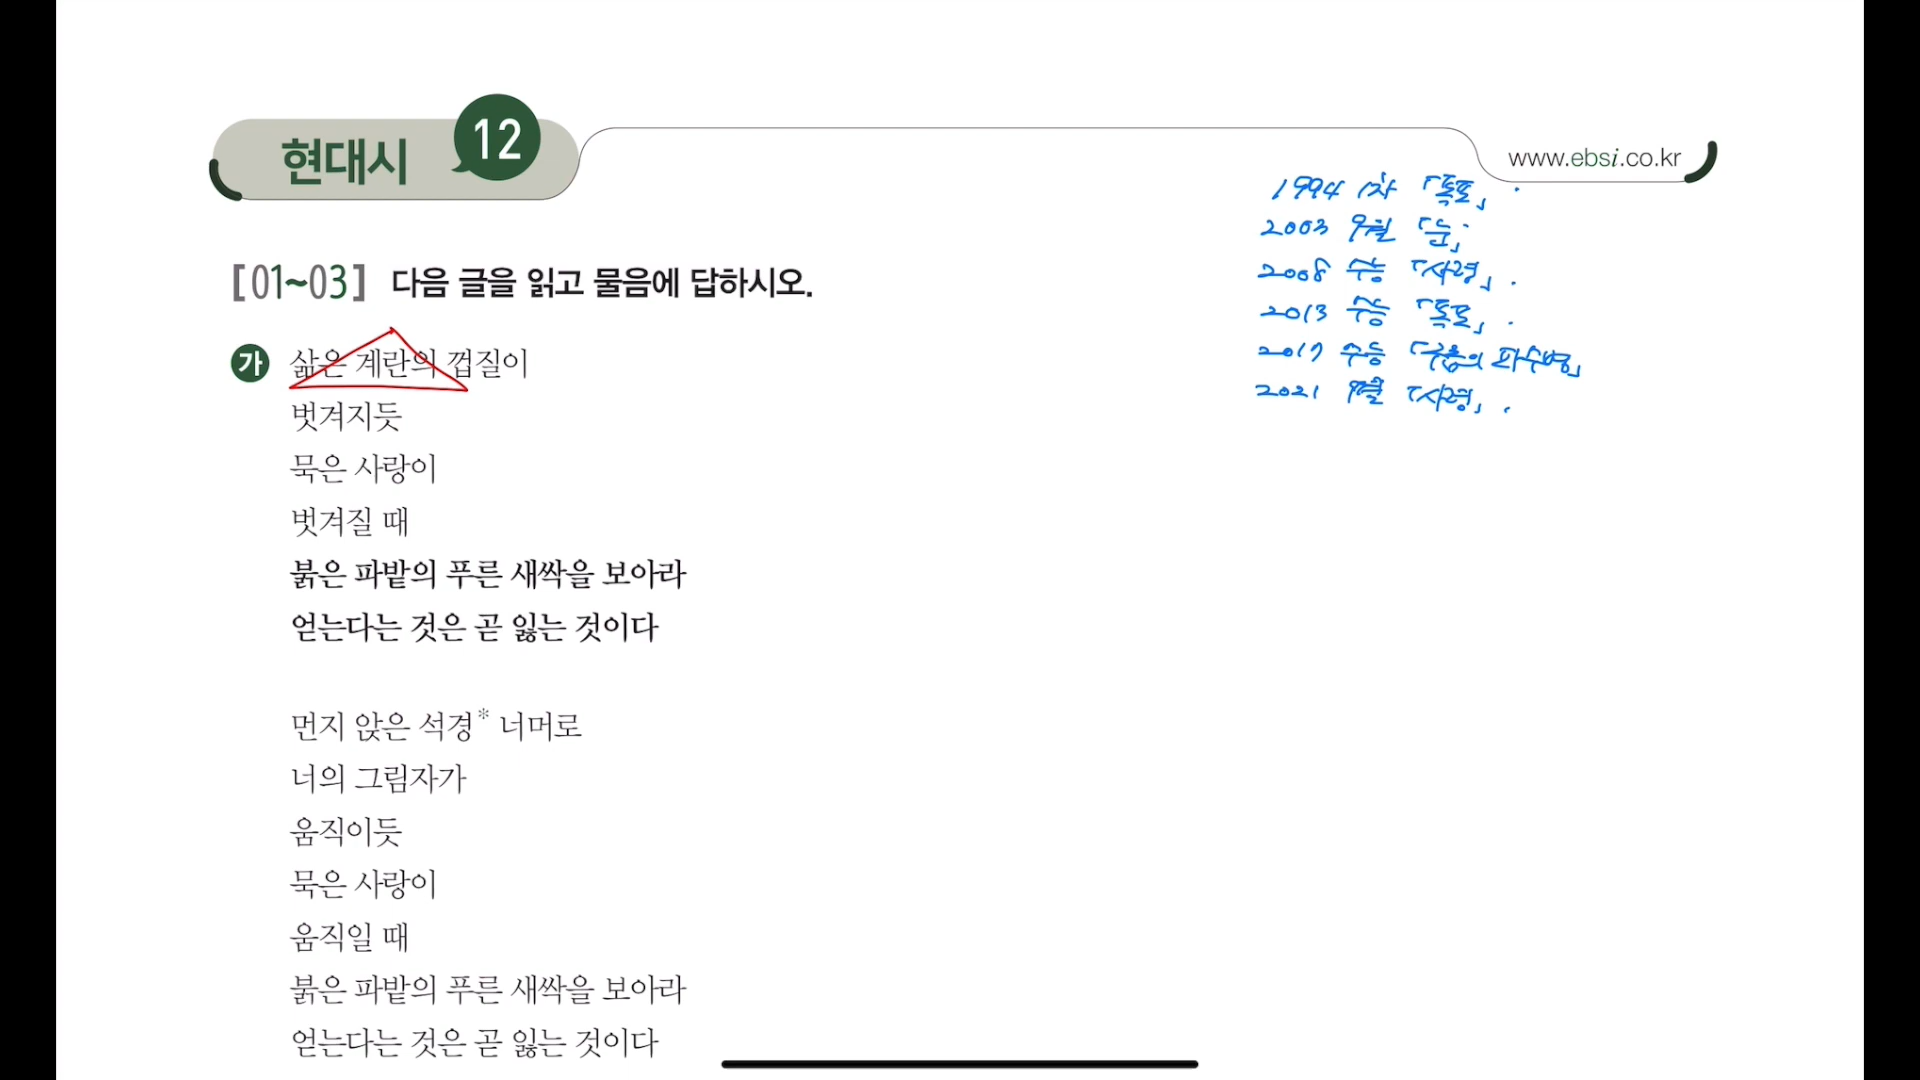 현대시 12
www.ebsi.co.kr
1994 1차 「폭포」.
2003 9월 「눈」
2008 수능 「사령」.
2013 수능 「폭포」.
2017 수능 「구름의 파수병」
2021 9월 「사령」.
[01~03] 다음 글을 읽고 물음에 답하시오.
가 삶은 계란의 껍질이
벗겨지듯
묵은 사랑이
벗겨질 때
붉은 파밭의 푸른 새싹을 보아라
얻는다는 것은 곧 잃는 것이다
먼지 앉은 석경* 너머로
너의 그림자가
움직이듯
묵은 사랑이
움직일 때
붉은 파밭의 푸른 새싹을 보아라
얻는다는 것은 곧 잃는 것이다